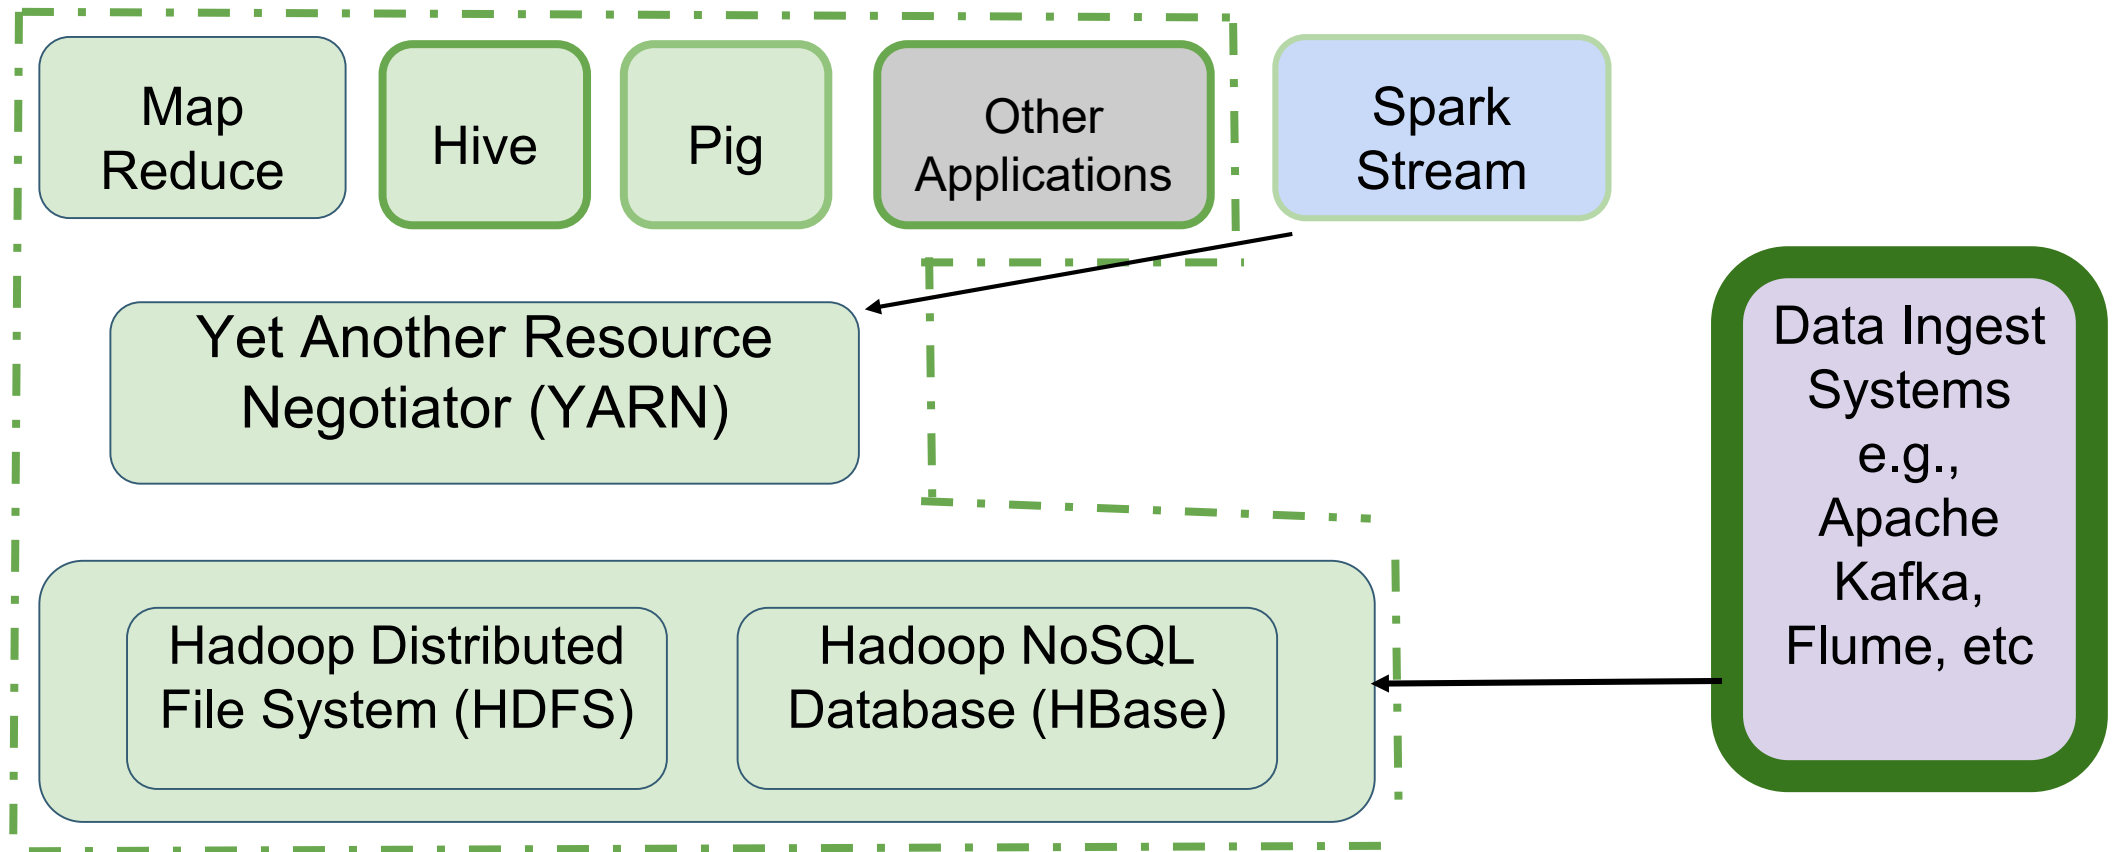 Map
Reduce
Hive
Pig
Other
Applications
Spark
Stream
Yet Another Resource
Negotiator (YARN)
Data Ingest
Systems
e.g.,
Apache
Kafka,
Flume, etc
Hadoop Distributed
File System (HDFS)
Hadoop NoSQL
Database (HBase)